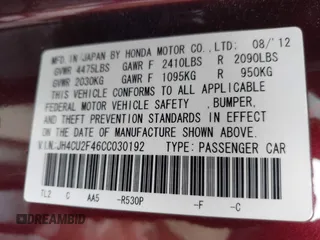 MFD. IN JAPAN BY HONDA MOTOR CO., LTD. 08/'12
GVWR 4475LBS GAWR F 2410LBS R 2090LBS
GVWR 2030KG GAWR F 1095KG R 950KG
THIS VEHICLE CONFORMS TO ALL APPLICABLE
FEDERAL MOTOR VEHICLE SAFETY , BUMPER,
AND THEFT PREVENTION STANDARDS IN EFFECT
ON THE DATE OF MANUFACTURE SHOWN ABOVE.
V.I.N.:JH4CU2F46CC030192 TYPE: PASSENGER CAR
TL2 C AA5 -R530P -F -C
© DREAMBID